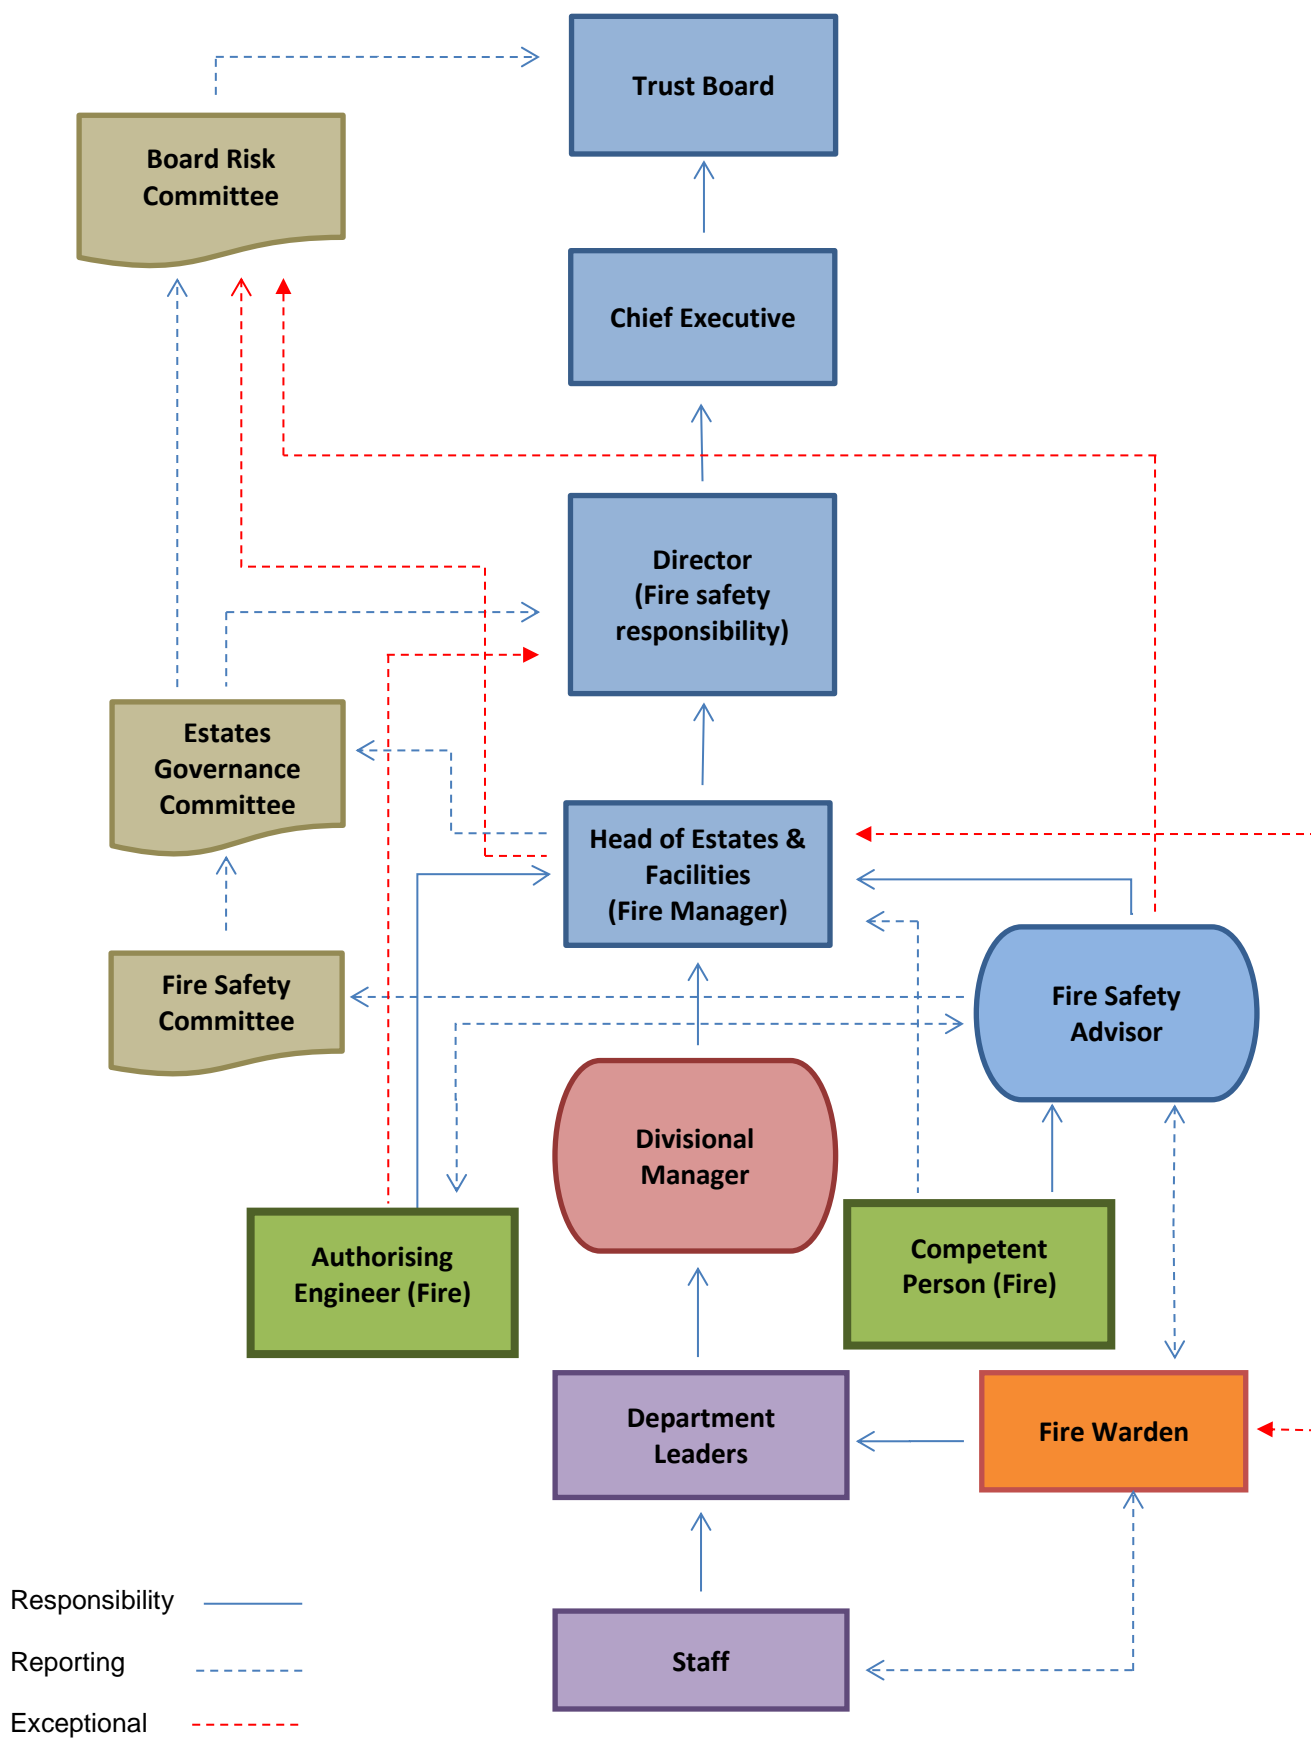 Trust Board
Board Risk
Committee
Chief Executive
Director
(Fire safety
responsibility)
Estates
Governance
Committee
Head of Estates &
Facilities
(Fire Manager)
Fire Safety
Committee
Fire Safety
Advisor
Divisional
Manager
Authorising
Engineer (Fire)
Competent
Person (Fire)
Department
Leaders
Fire Warden
Staff
Responsibility
Reporting
Exceptional